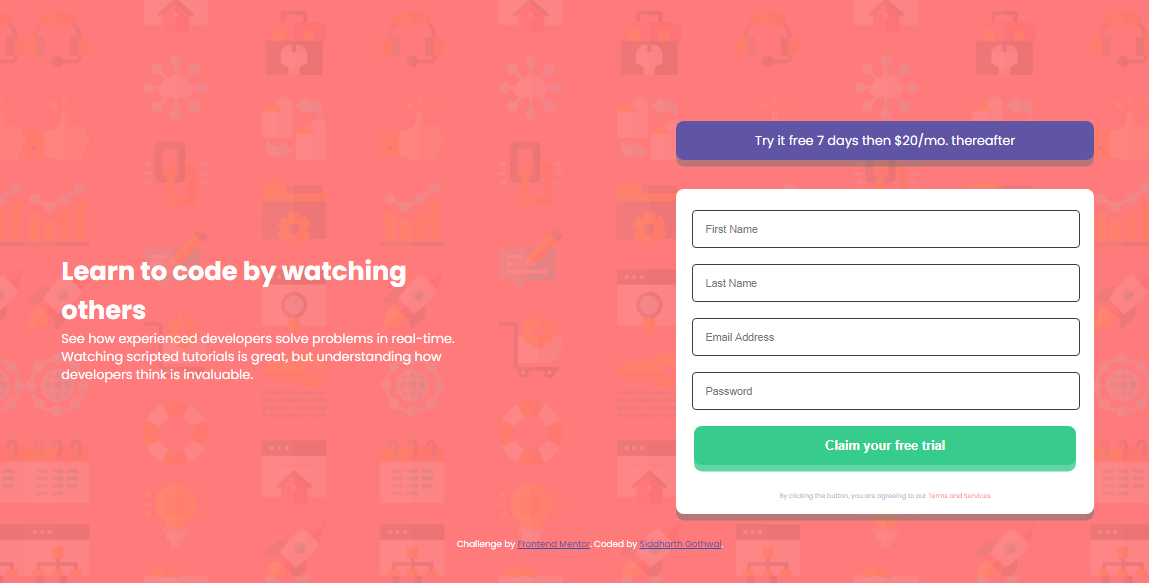 Try it free 7 days then $20/mo. thereafter
Learn to code by watching
others
See how experienced developers solve problems in real-time.
Watching scripted tutorials is great, but understanding how
developers think is invaluable.
First Name
Last Name
Email Address
Password
Claim your free trial
By clicking the button, you are agreeing to our Terms and Services
Challenge by Frontend Mentor. Coded by Siddharth Gothwal.